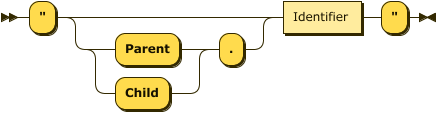 " Identifier "
Parent .
Child